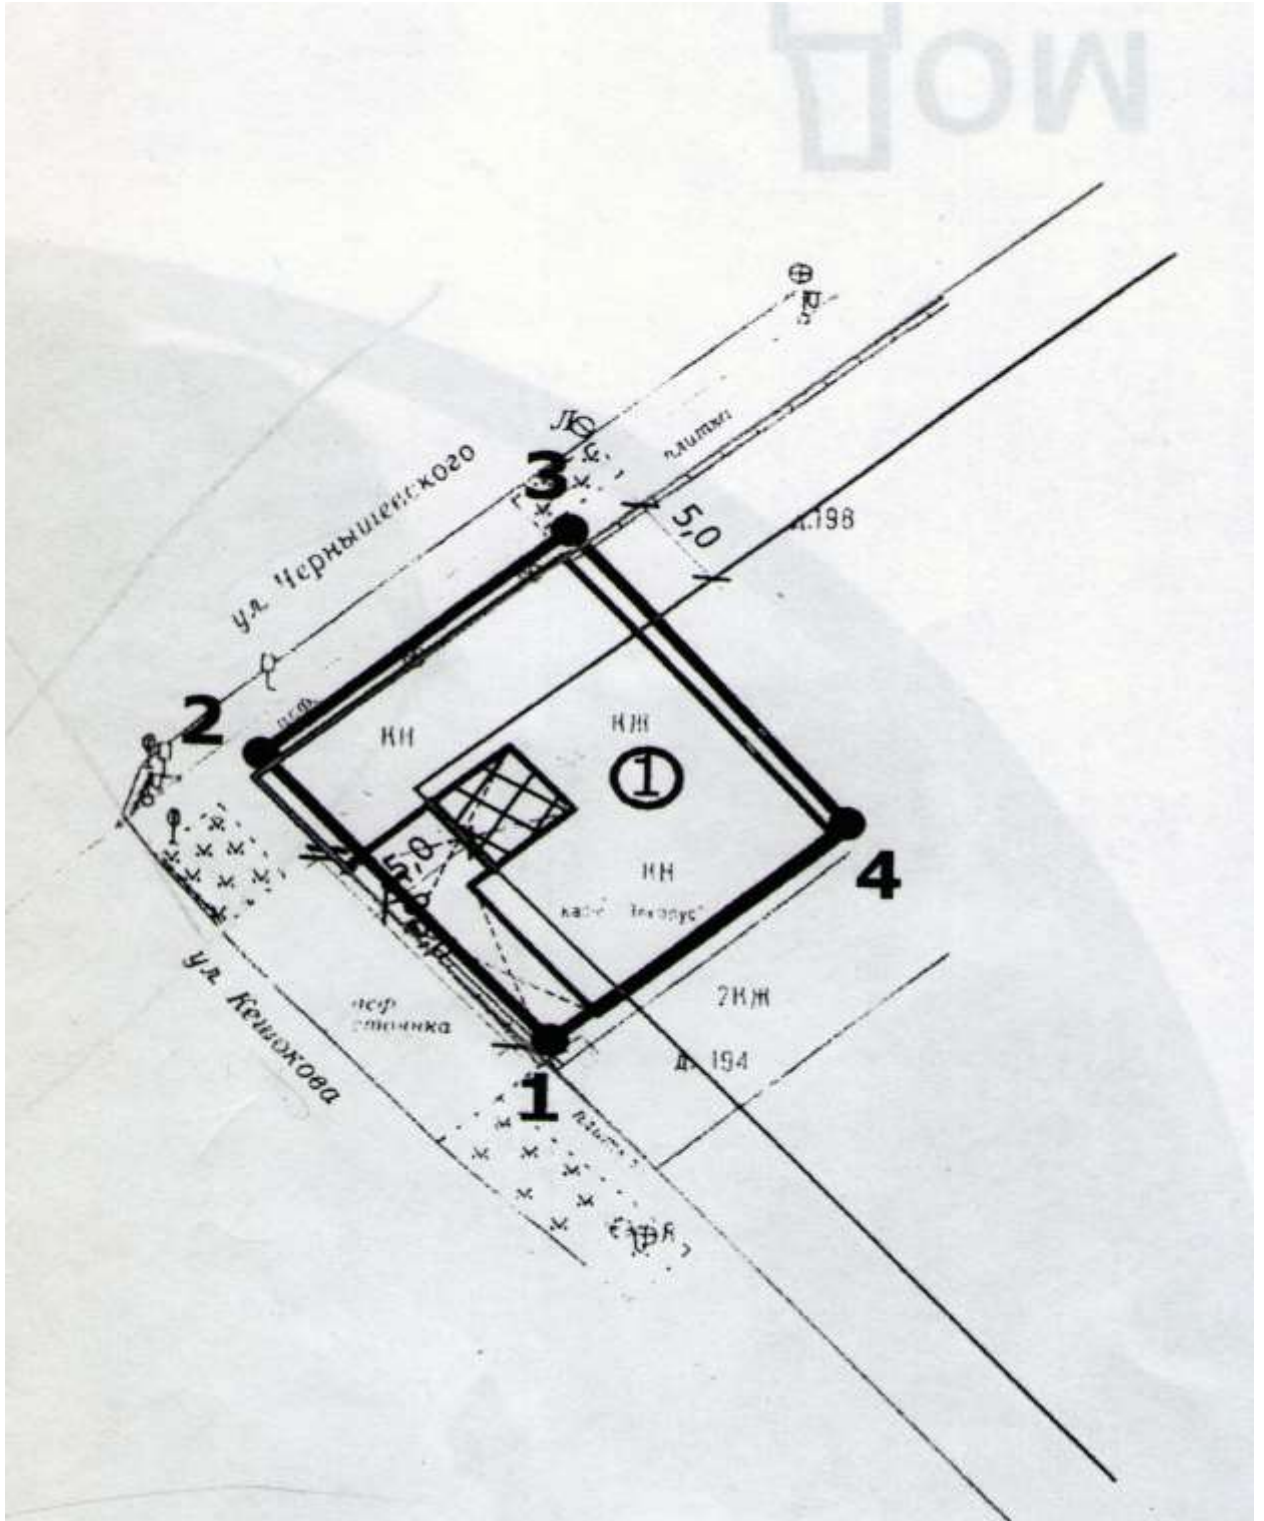 ДОМ
плитка
ул. Чернышевского
3
5,0
д.198
2
асф.
КН
КЖ
1
5,0
КН
4
ул. Кешокова
асф
стоянка
2КЖ
д. 194
1